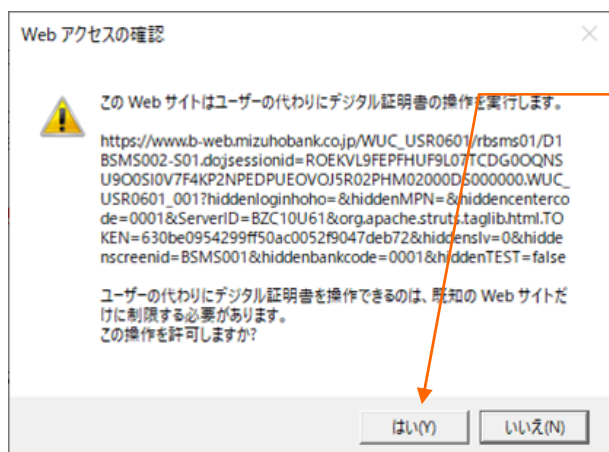 Web アクセスの確認
この Web サイトはユーザーの代わりにデジタル証明書の操作を実行します。
https://www.b-web.mizuhobank.co.jp/WUC_USR0601/rbsms01/D1
BSMS002-S01.do;jsessionid=ROEKVL9FEPFHUF9L07TCDG0OQNS
U9O0SI0V7F4KP2NPEDPUEOVOJ5R02PHM02000DS000000.WUC_
USR0601_001?hiddenloginhoho=&hiddenMPN=&hiddencenterco
de=0001&ServerID=BZC10U61&org.apache.struts.taglib.html.TO
KEN=630be0954299ff50ac0052f9047deb72&hiddenslv=0&hidde
nscreenid=BSMS001&hiddenbankcode=0001&hiddenTEST=false
ユーザーの代わりにデジタル証明書を操作できるのは、既知の Web サイトだ
けに制限する必要があります。
この操作を許可しますか?
はい(Y) いいえ(N)